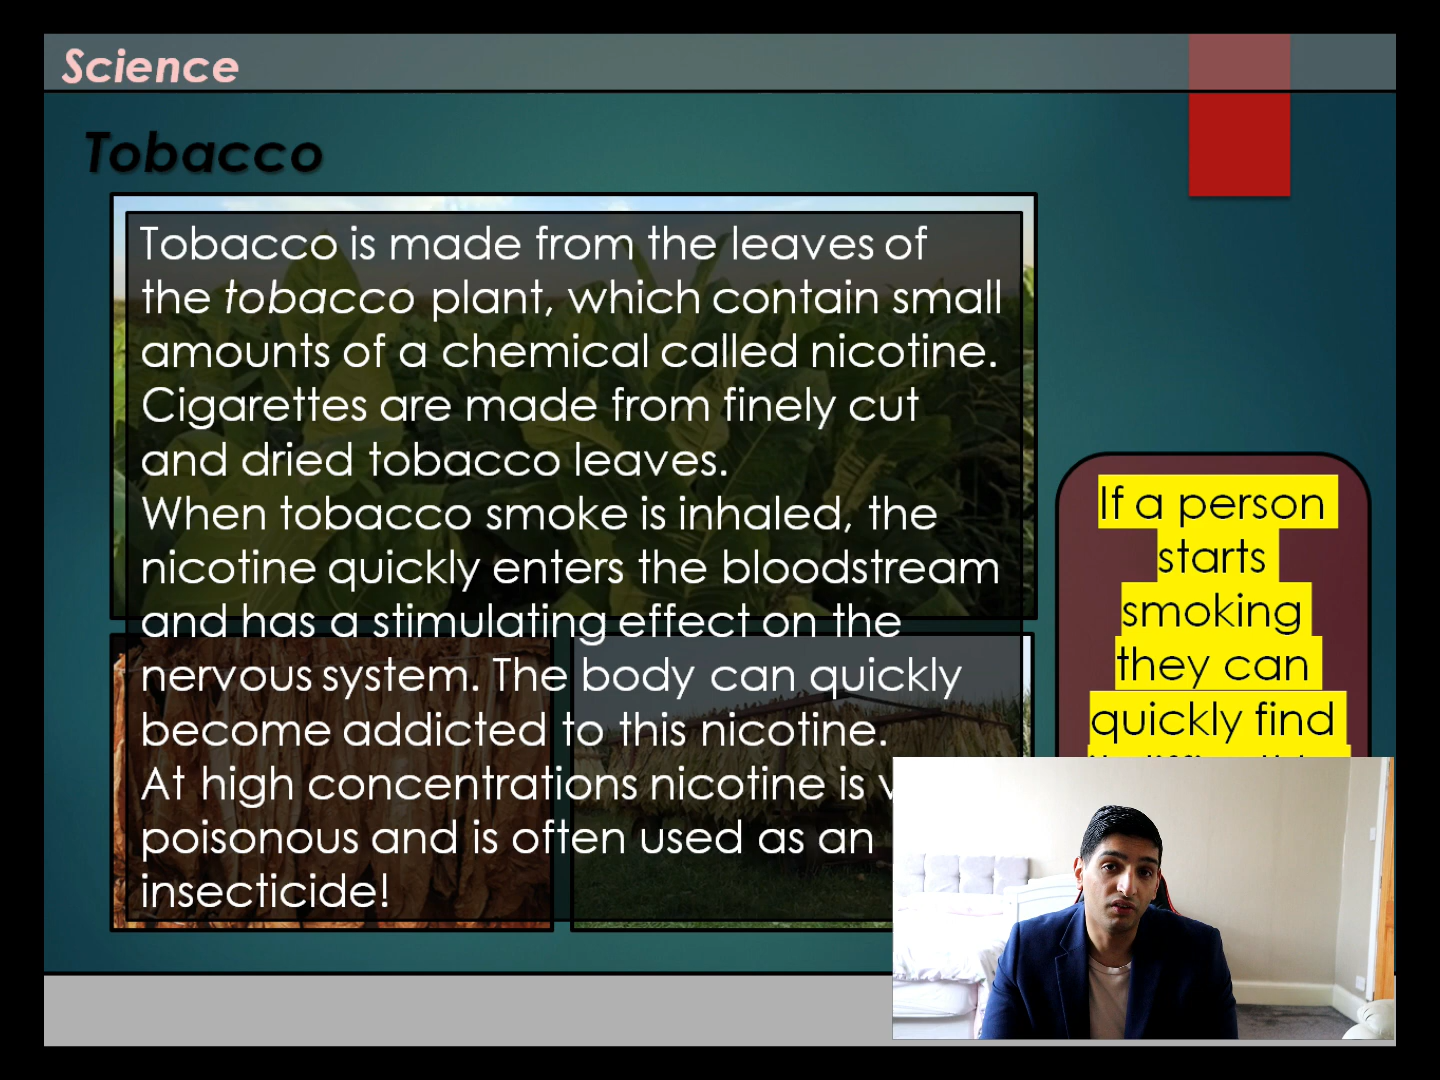 Science
Tobacco
Tobacco is made from the leaves of
the tobacco plant, which contain small
amounts of a chemical called nicotine.
Cigarettes are made from finely cut
and dried tobacco leaves.
When tobacco smoke is inhaled, the
nicotine quickly enters the bloodstream
and has a stimulating effect on the
nervous system. The body can quickly
become addicted to this nicotine.
At high concentrations nicotine is
poisonous and is often used as an
insecticide!
If a person
starts
smoking
they can
quickly find